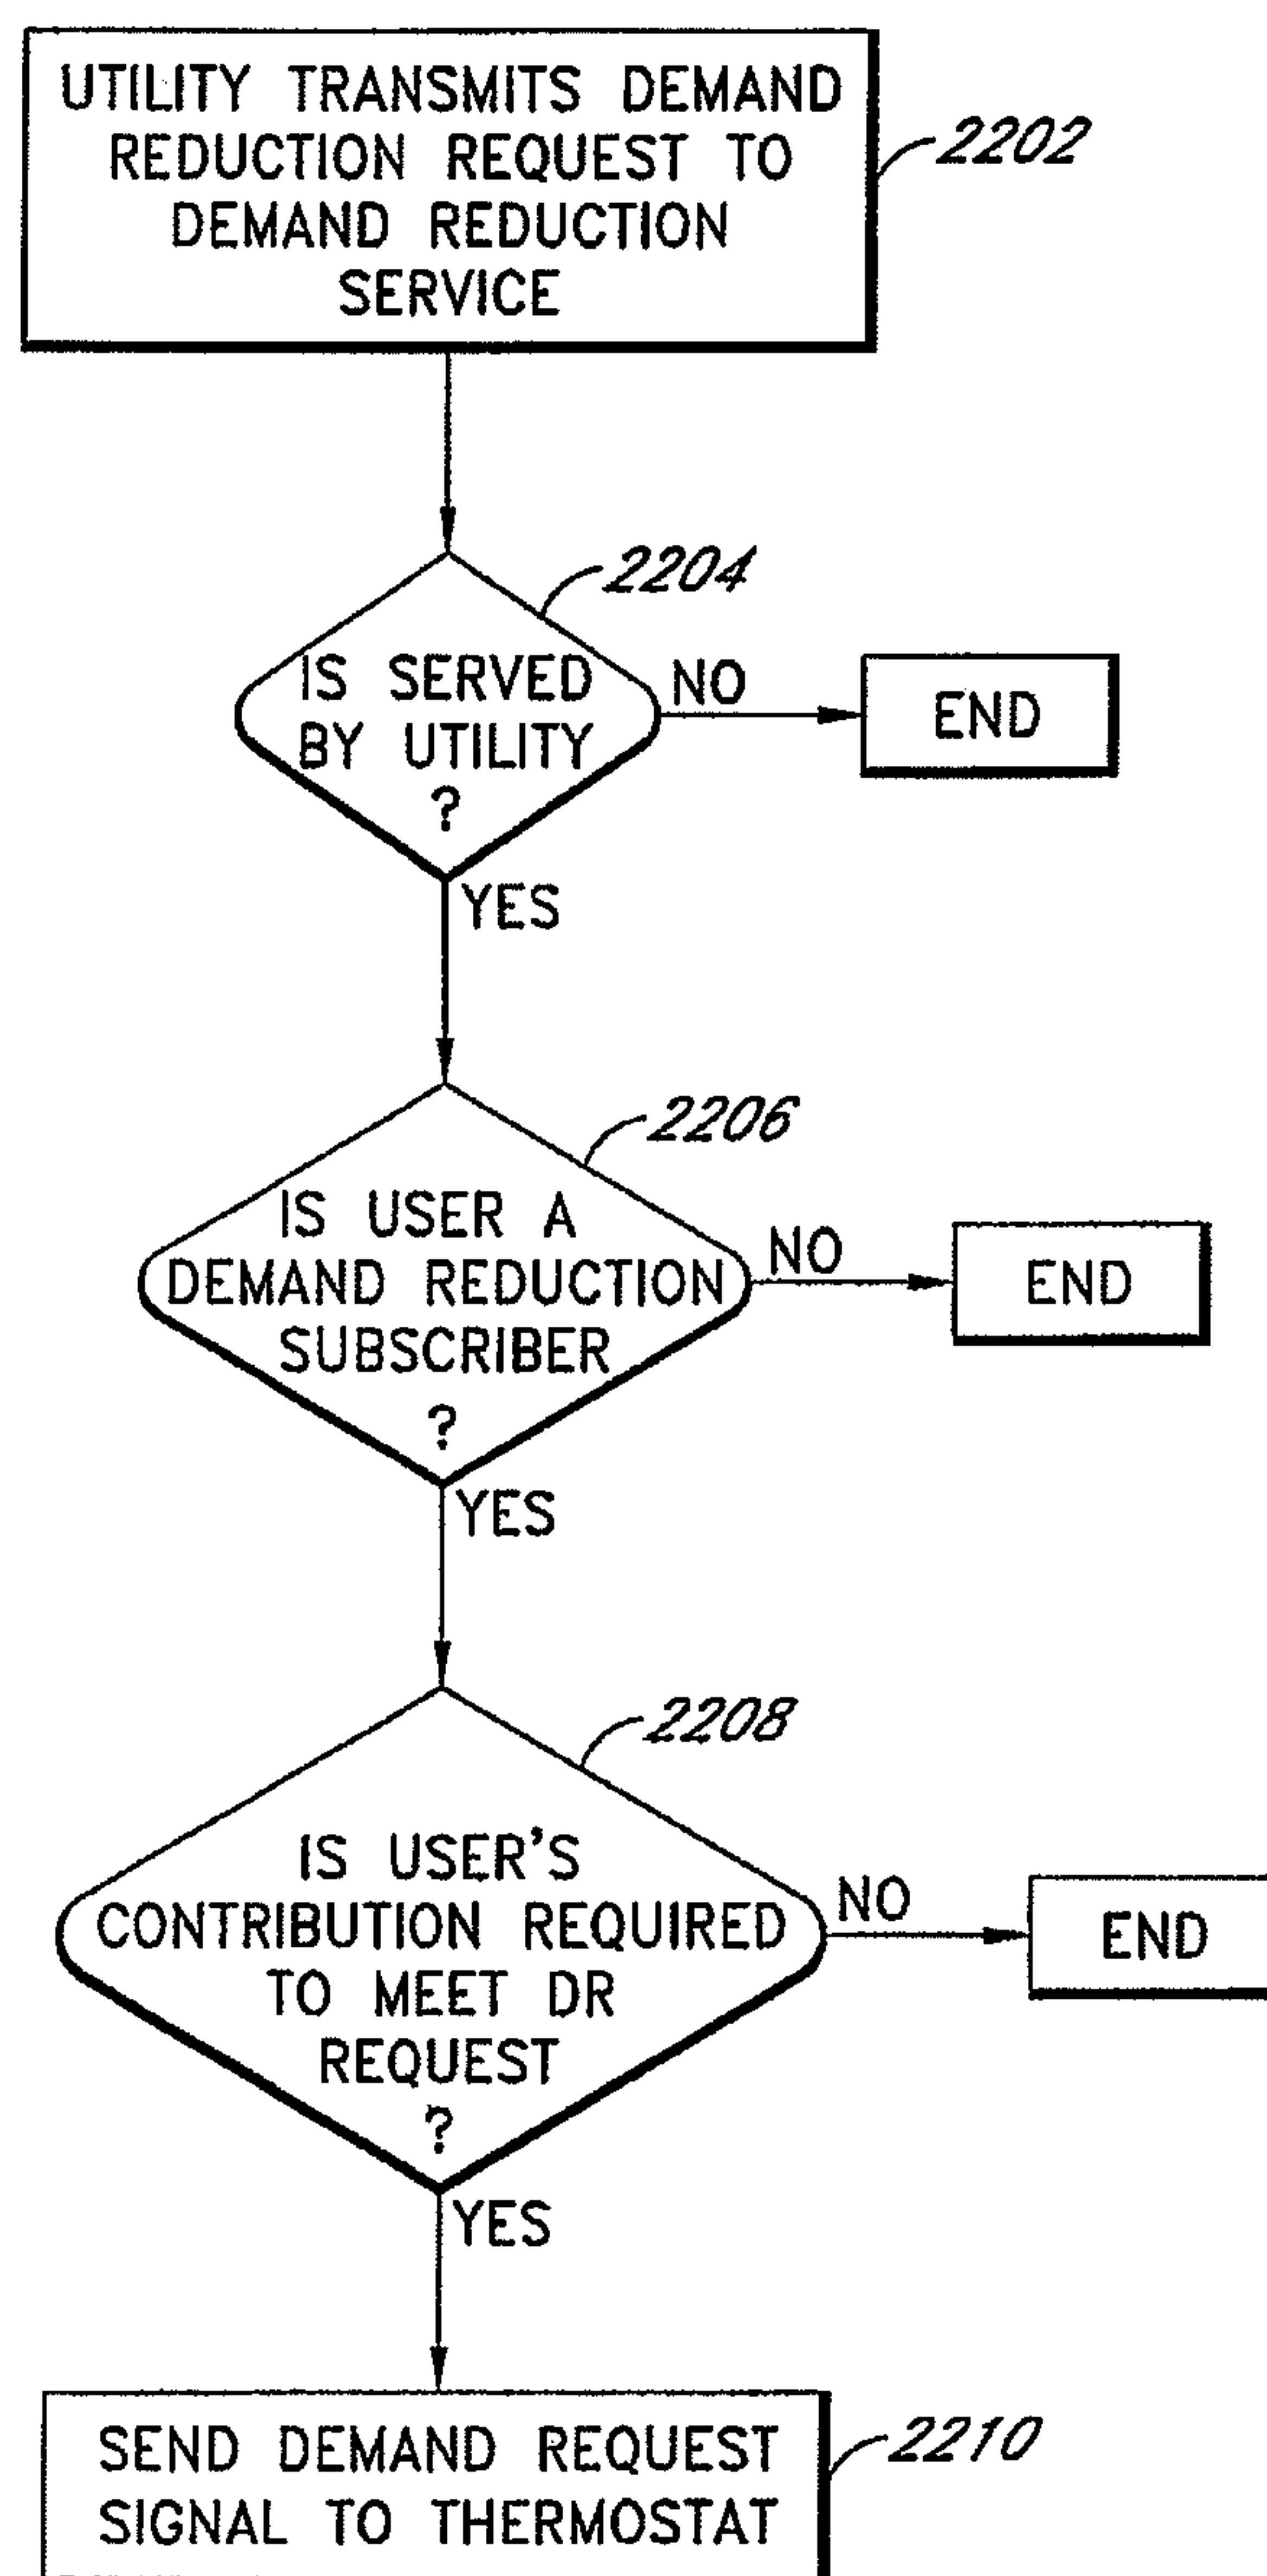 UTILITY TRANSMITS DEMAND
REDUCTION REQUEST TO
DEMAND REDUCTION
SERVICE
2202
2204
IS SERVED
BY UTILITY
?
NO
END
YES
2206
IS USER A
DEMAND REDUCTION
SUBSCRIBER
?
NO
END
YES
2208
IS USER'S
CONTRIBUTION REQUIRED
TO MEET DR
REQUEST
?
NO
END
YES
2210
SEND DEMAND REQUEST
SIGNAL TO THERMOSTAT